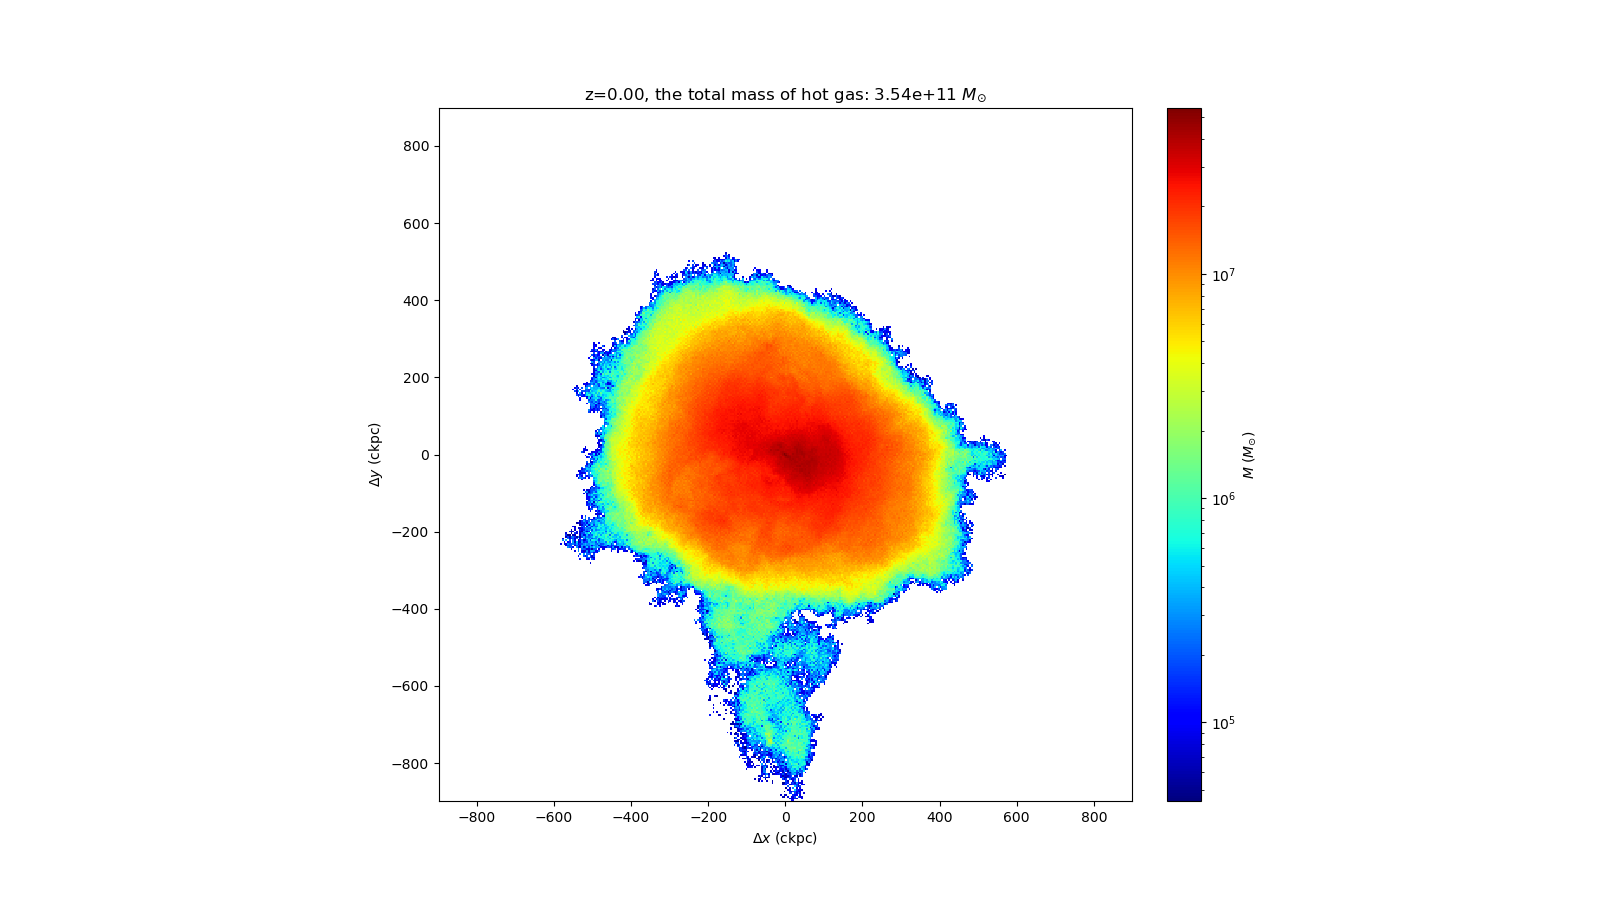 z=0.00, the total mass of hot gas: 3.54e+11 M⊙
800
600
400
200
0
−200
−400
−600
−800
Δy (ckpc)
−800 −600 −400 −200 0 200 400 600 800
Δx (ckpc)
10⁷
10⁶
10⁵
M (M⊙)